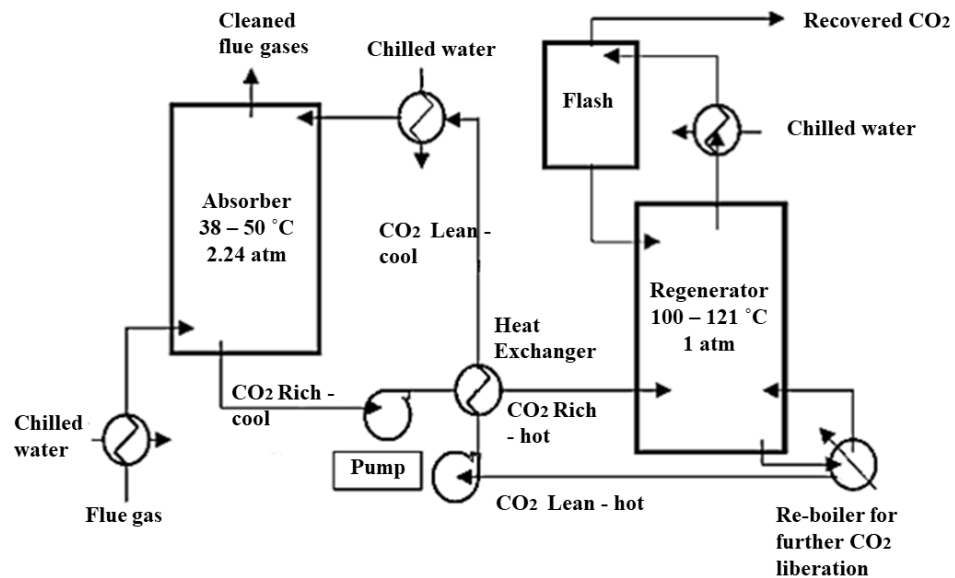 Cleaned
flue gases
Chilled water
Recovered CO₂
Flash
Chilled water
Absorber
38 – 50 ˚C
2.24 atm
CO₂ Lean -
cool
Regenerator
100 – 121 ˚C
1 atm
Heat
Exchanger
CO₂ Rich -
cool
CO₂ Rich
- hot
Chilled
water
Pump
CO₂ Lean - hot
Flue gas
Re-boiler for
further CO₂
liberation